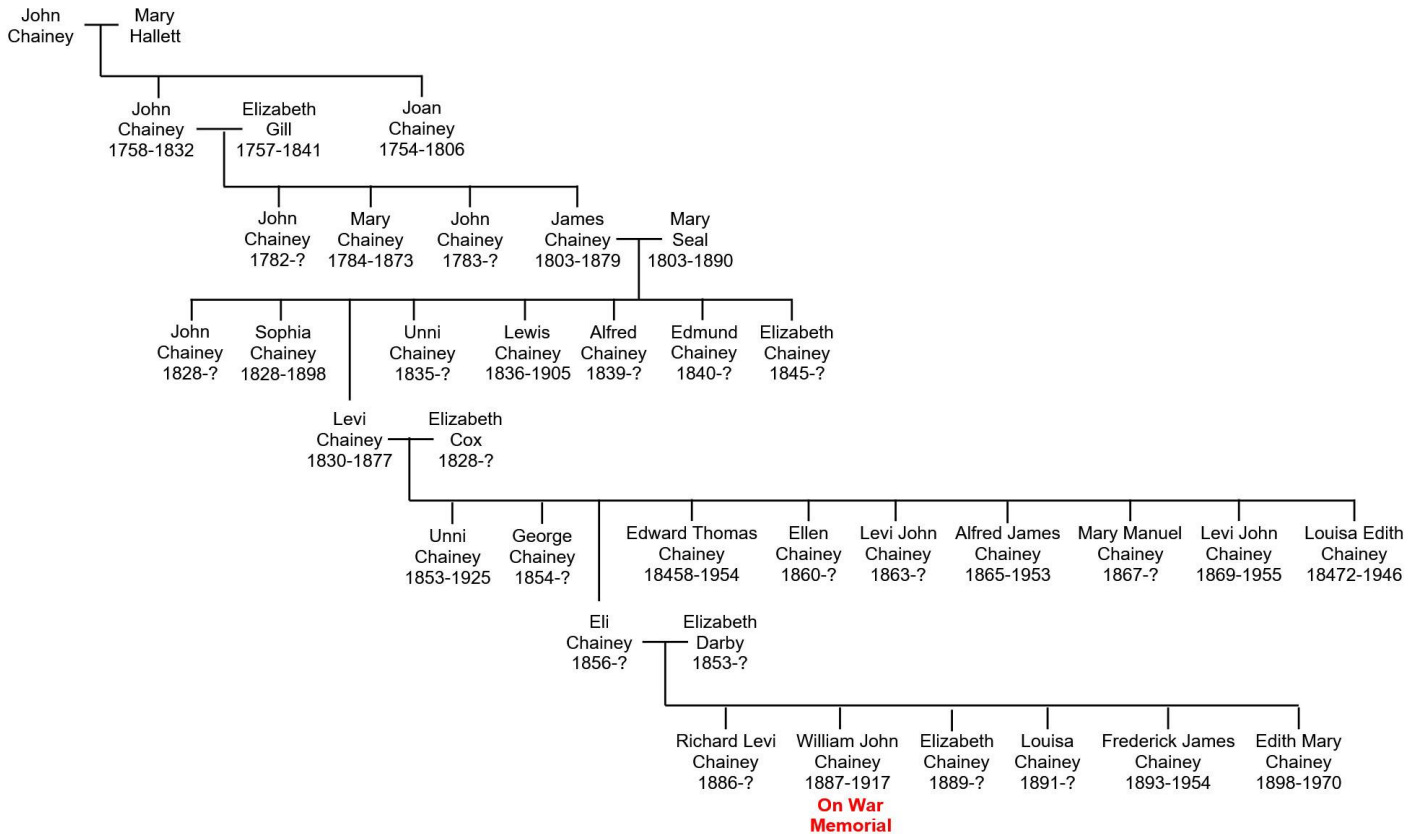 John
Chainey
Mary
Hallett
John
Chainey
1758-1832
Elizabeth
Gill
1757-1841
Joan
Chainey
1754-1806
John
Chainey
1782-?
Mary
Chainey
1784-1873
John
Chainey
1783-?
James
Chainey
1803-1879
Mary
Seal
1803-1890
John
Chainey
1828-?
Sophia
Chainey
1828-1898
Unni
Chainey
1835-?
Lewis
Chainey
1836-1905
Alfred
Chainey
1839-?
Edmund
Chainey
1840-?
Elizabeth
Chainey
1845-?
Levi
Chainey
1830-1877
Elizabeth
Cox
1828-?
Unni
Chainey
1853-1925
George
Chainey
1854-?
Edward Thomas
Chainey
18458-1954
Ellen
Chainey
1860-?
Levi John
Chainey
1863-?
Alfred James
Chainey
1865-1953
Mary Manuel
Chainey
1867-?
Levi John
Chainey
1869-1955
Louisa Edith
Chainey
18472-1946
Eli
Chainey
1856-?
Elizabeth
Darby
1853-?
Richard Levi
Chainey
1886-?
William John
Chainey
1887-1917
On War
Memorial
Elizabeth
Chainey
1889-?
Louisa
Chainey
1891-?
Frederick James
Chainey
1893-1954
Edith Mary
Chainey
1898-1970